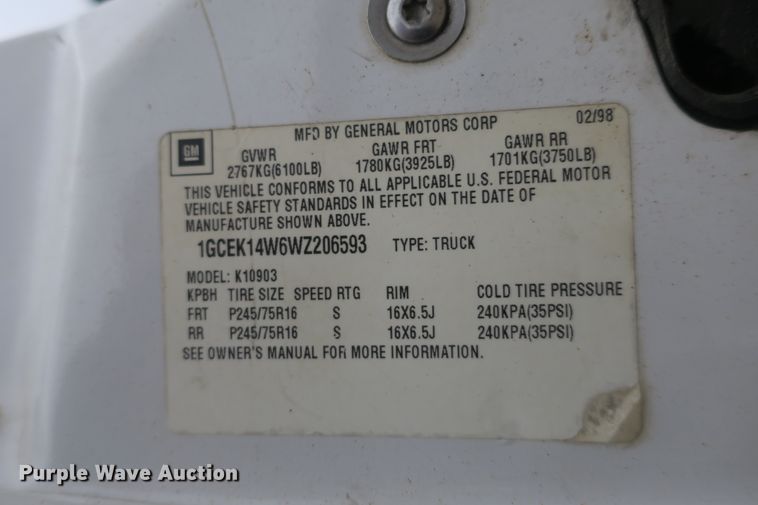 MFD BY GENERAL MOTORS CORP 02/98
GM
GVWR GAWR FRT GAWR RR
2767KG(6100LB) 1780KG(3925LB) 1701KG(3750LB)
THIS VEHICLE CONFORMS TO ALL APPLICABLE U.S. FEDERAL MOTOR
VEHICLE SAFETY STANDARDS IN EFFECT ON THE DATE OF
MANUFACTURE SHOWN ABOVE.
1GCEK14W6WZ206593 TYPE: TRUCK
MODEL: K10903
KPBH TIRE SIZE SPEED RTG RIM COLD TIRE PRESSURE
FRT P245/75R16 S 16X6.5J 240KPA(35PSI)
RR P245/75R16 S 16X6.5J 240KPA(35PSI)
SEE OWNER'S MANUAL FOR MORE INFORMATION.
Purple Wave Auction